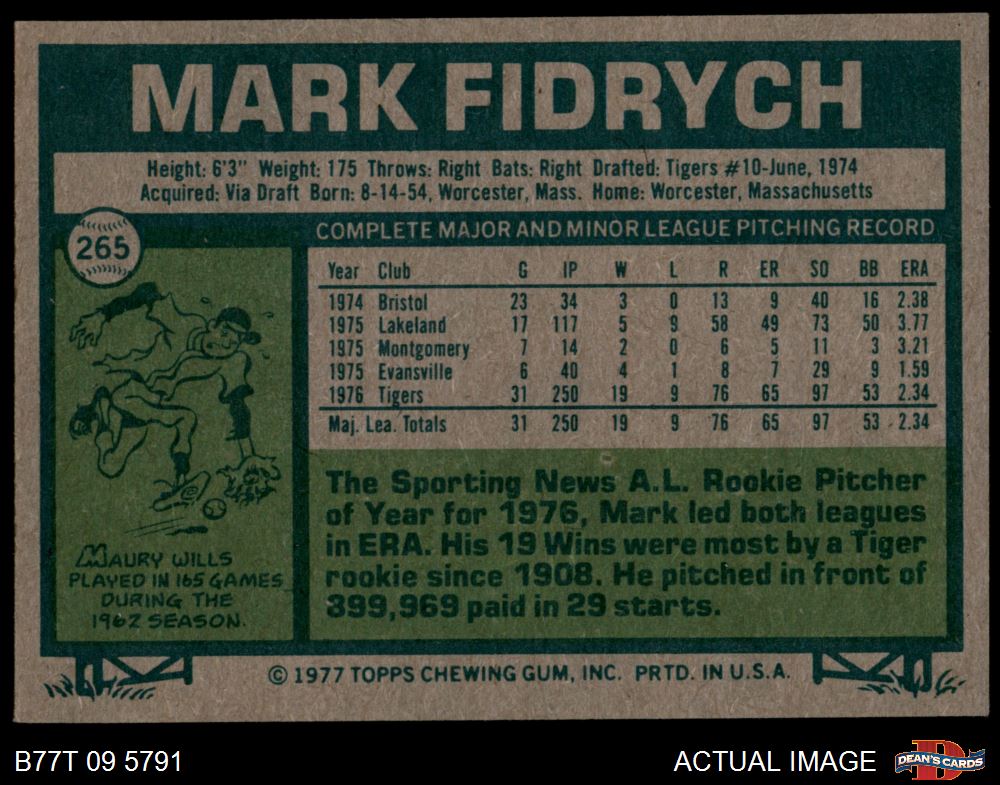 MARK FIDRYCH
Height: 6'3" Weight: 175 Throws: Right Bats: Right Drafted: Tigers #10-June, 1974
Acquired: Via Draft Born: 8-14-54, Worcester, Mass. Home: Worcester, Massachusetts
265
COMPLETE MAJOR AND MINOR LEAGUE PITCHING RECORD
Year Club G IP W L R ER SO BB ERA
1974 Bristol 23 34 3 0 13 9 40 16 2.38
1975 Lakeland 17 117 5 9 58 49 73 50 3.77
1975 Montgomery 7 14 2 0 6 5 11 3 3.21
1975 Evansville 6 40 4 1 8 7 29 9 1.59
1976 Tigers 31 250 19 9 76 65 97 53 2.34
Maj. Lea. Totals 31 250 19 9 76 65 97 53 2.34
MAURY WILLS
PLAYED IN 165 GAMES
DURING THE
1962 SEASON.
The Sporting News A.L. Rookie Pitcher
of Year for 1976, Mark led both leagues
in ERA. His 19 Wins were most by a Tiger
rookie since 1908. He pitched in front of
899,969 paid in 29 starts.
© 1977 TOPPS CHEWING GUM, INC. PRTD. IN U.S.A.
B77T 09 5791
ACTUAL IMAGE
D
DEAN'S CARDS